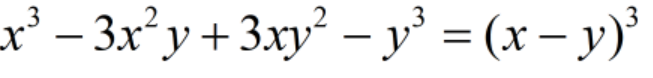 x³ − 3x²y + 3xy² − y³ = (x − y)³